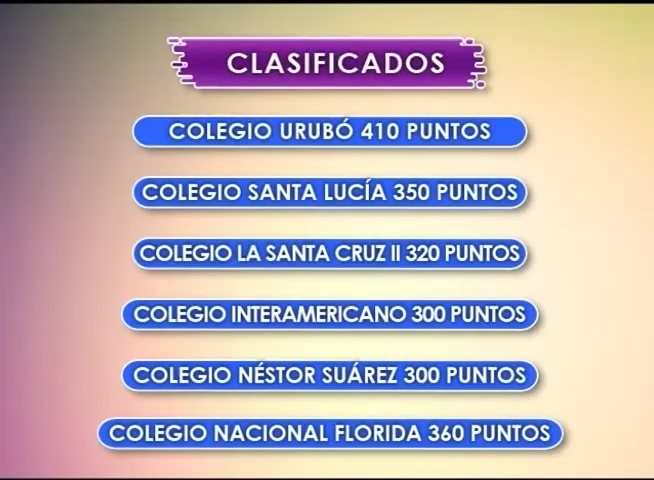 CLASIFICADOS
COLEGIO URUBÓ 410 PUNTOS
COLEGIO SANTA LUCÍA 350 PUNTOS
COLEGIO LA SANTA CRUZ II 320 PUNTOS
COLEGIO INTERAMERICANO 300 PUNTOS
COLEGIO NÉSTOR SUÁREZ 300 PUNTOS
COLEGIO NACIONAL FLORIDA 360 PUNTOS